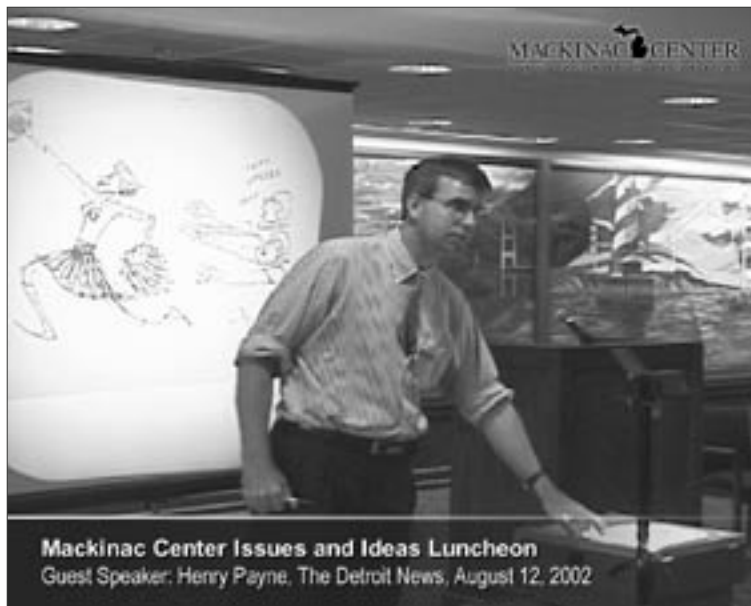 MACKINAC CENTER
Mackinac Center Issues and Ideas Luncheon
Guest Speaker: Henry Payne, The Detroit News, August 12, 2002